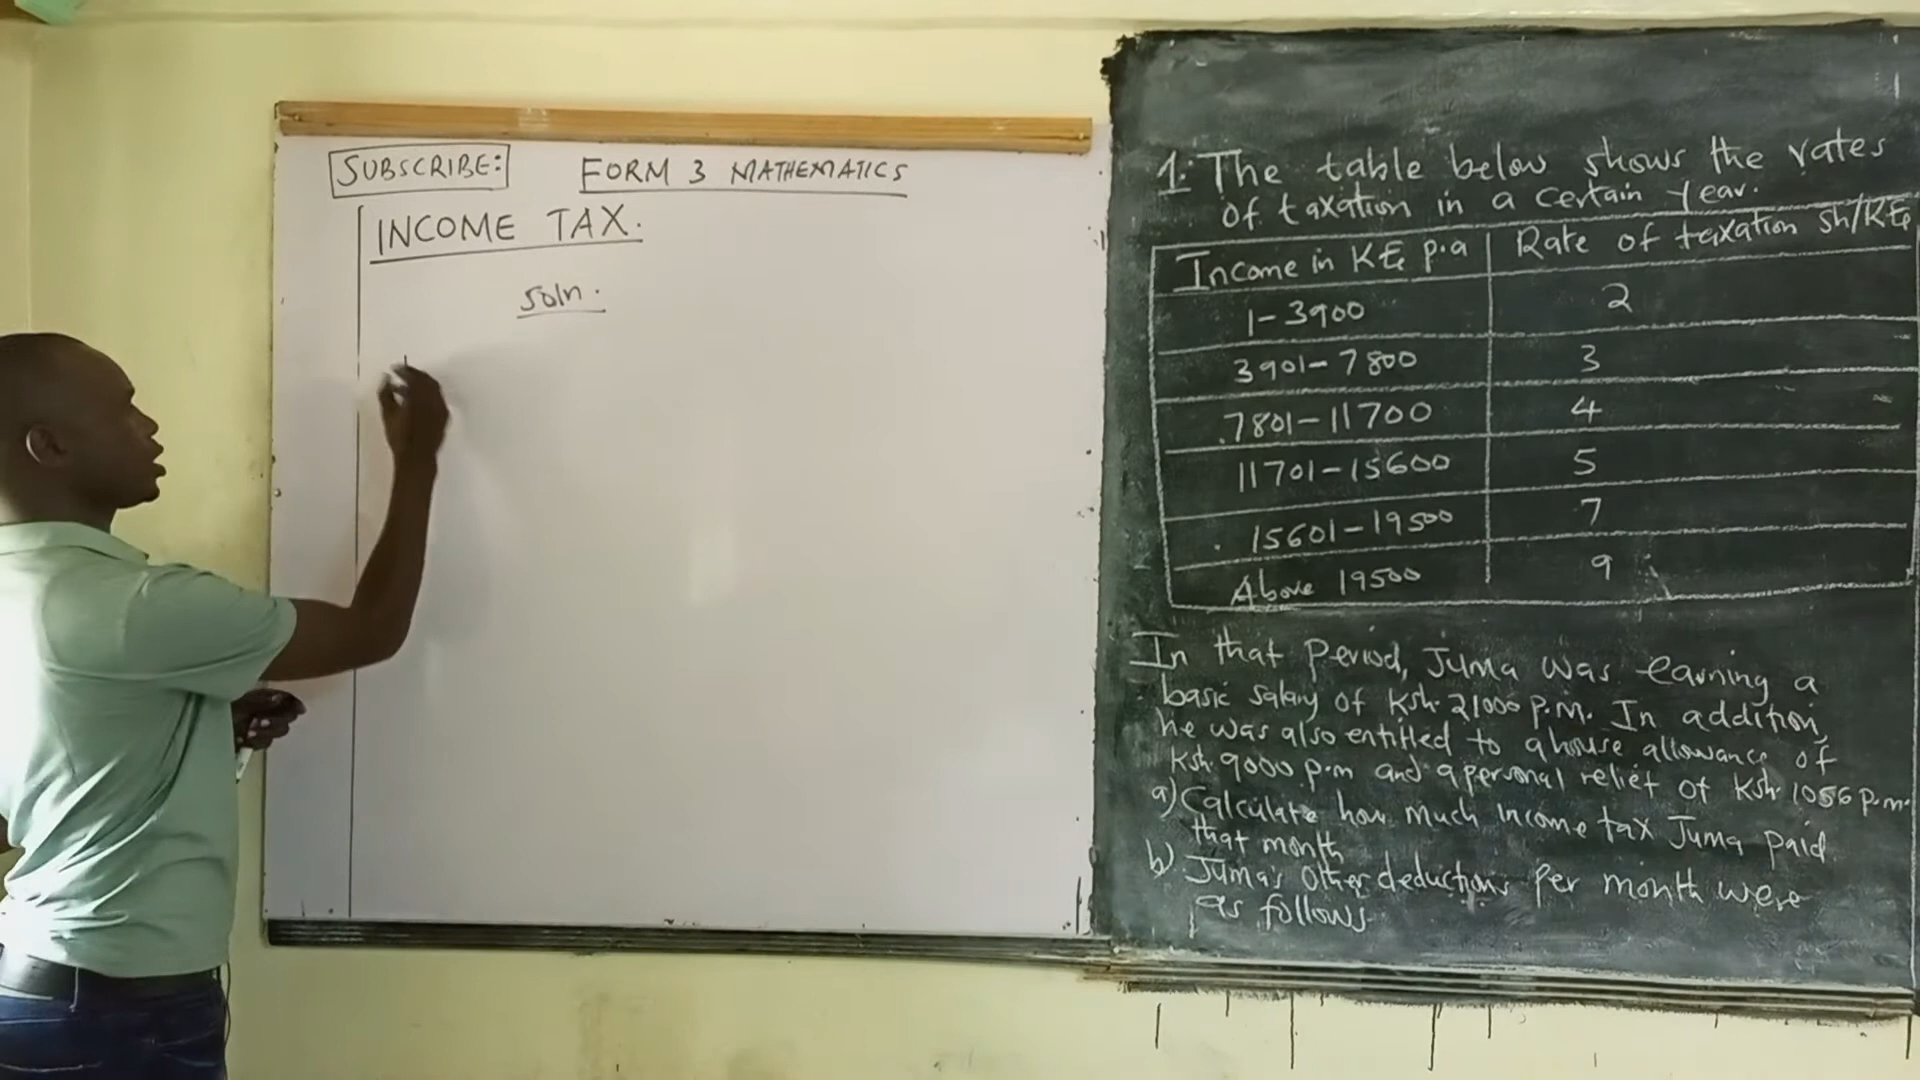 SUBSCRIBE: FORM 3 MATHEMATICS
INCOME TAX.
soln.
1. The table below shows the rates
of taxation in a certain year.
Income in K£ p.a Rate of taxation sh/K£
1-3900 2
3901-7800 3
7801-11700 4
11701-15600 5
15601-19500 7
Above 19500 9
In that period, Juma was earning a
basic salary of Ksh. 21000 P.M. In addition,
he was also entitled to a house allowance of
Ksh. 9000 p.m and a personal relief of Ksh 1056 p.m.
a) Calculate how much income tax Juma paid
that month
b) Juma's other deductions per month were
as follows.